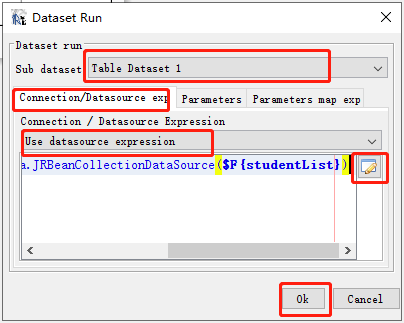 Dataset Run
Dataset run
Sub dataset Table Dataset 1
Connection/Datasource exp Parameters Parameters map exp
Connection / Datasource Expression
Use datasource expression
a.JRBeanCollectionDataSource($F{studentList})
Ok Cancel